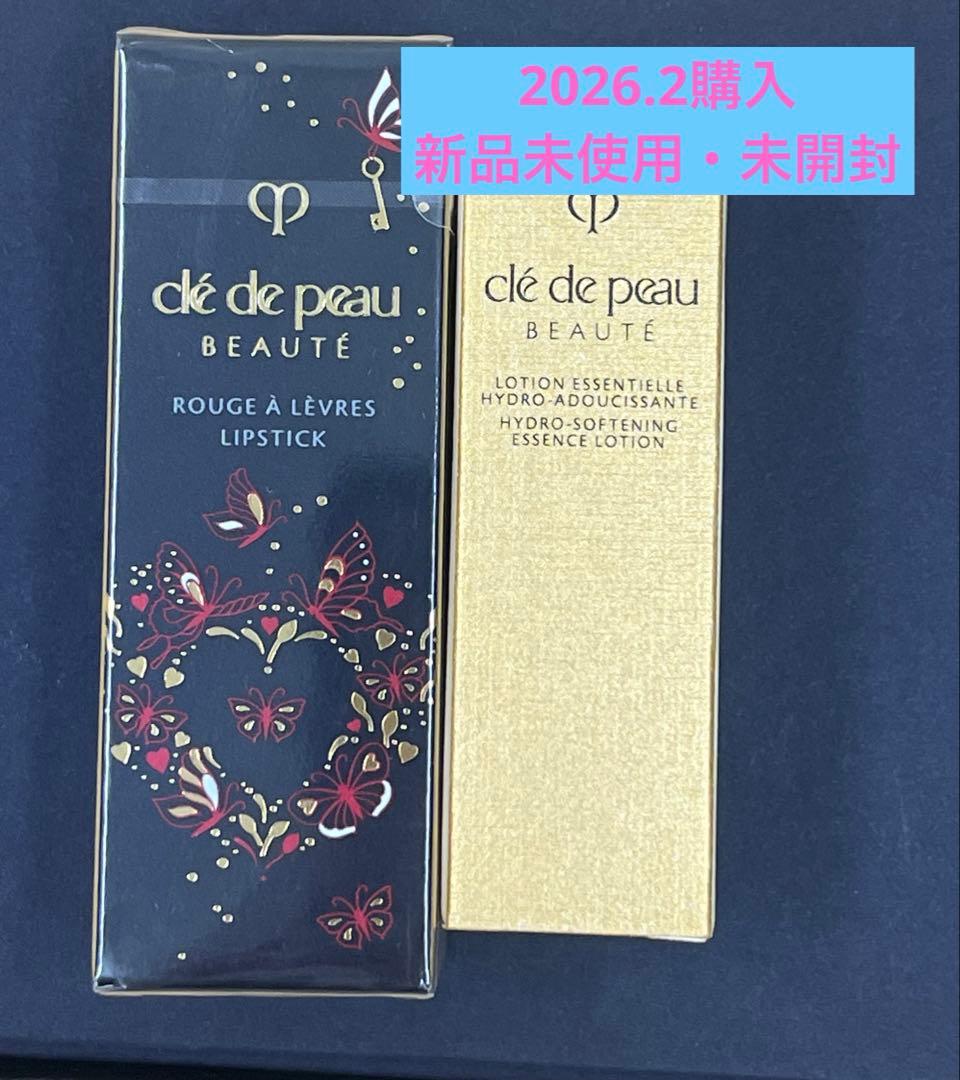 2026.2購入
新品未使用・未開封
clé de peau
BEAUTÉ
ROUGE À LÈVRES
LIPSTICK
clé de peau
BEAUTÉ
LOTION ESSENTIELLE
HYDRO-ADOUCISSANTE
HYDRO-SOFTENING
ESSENCE LOTION